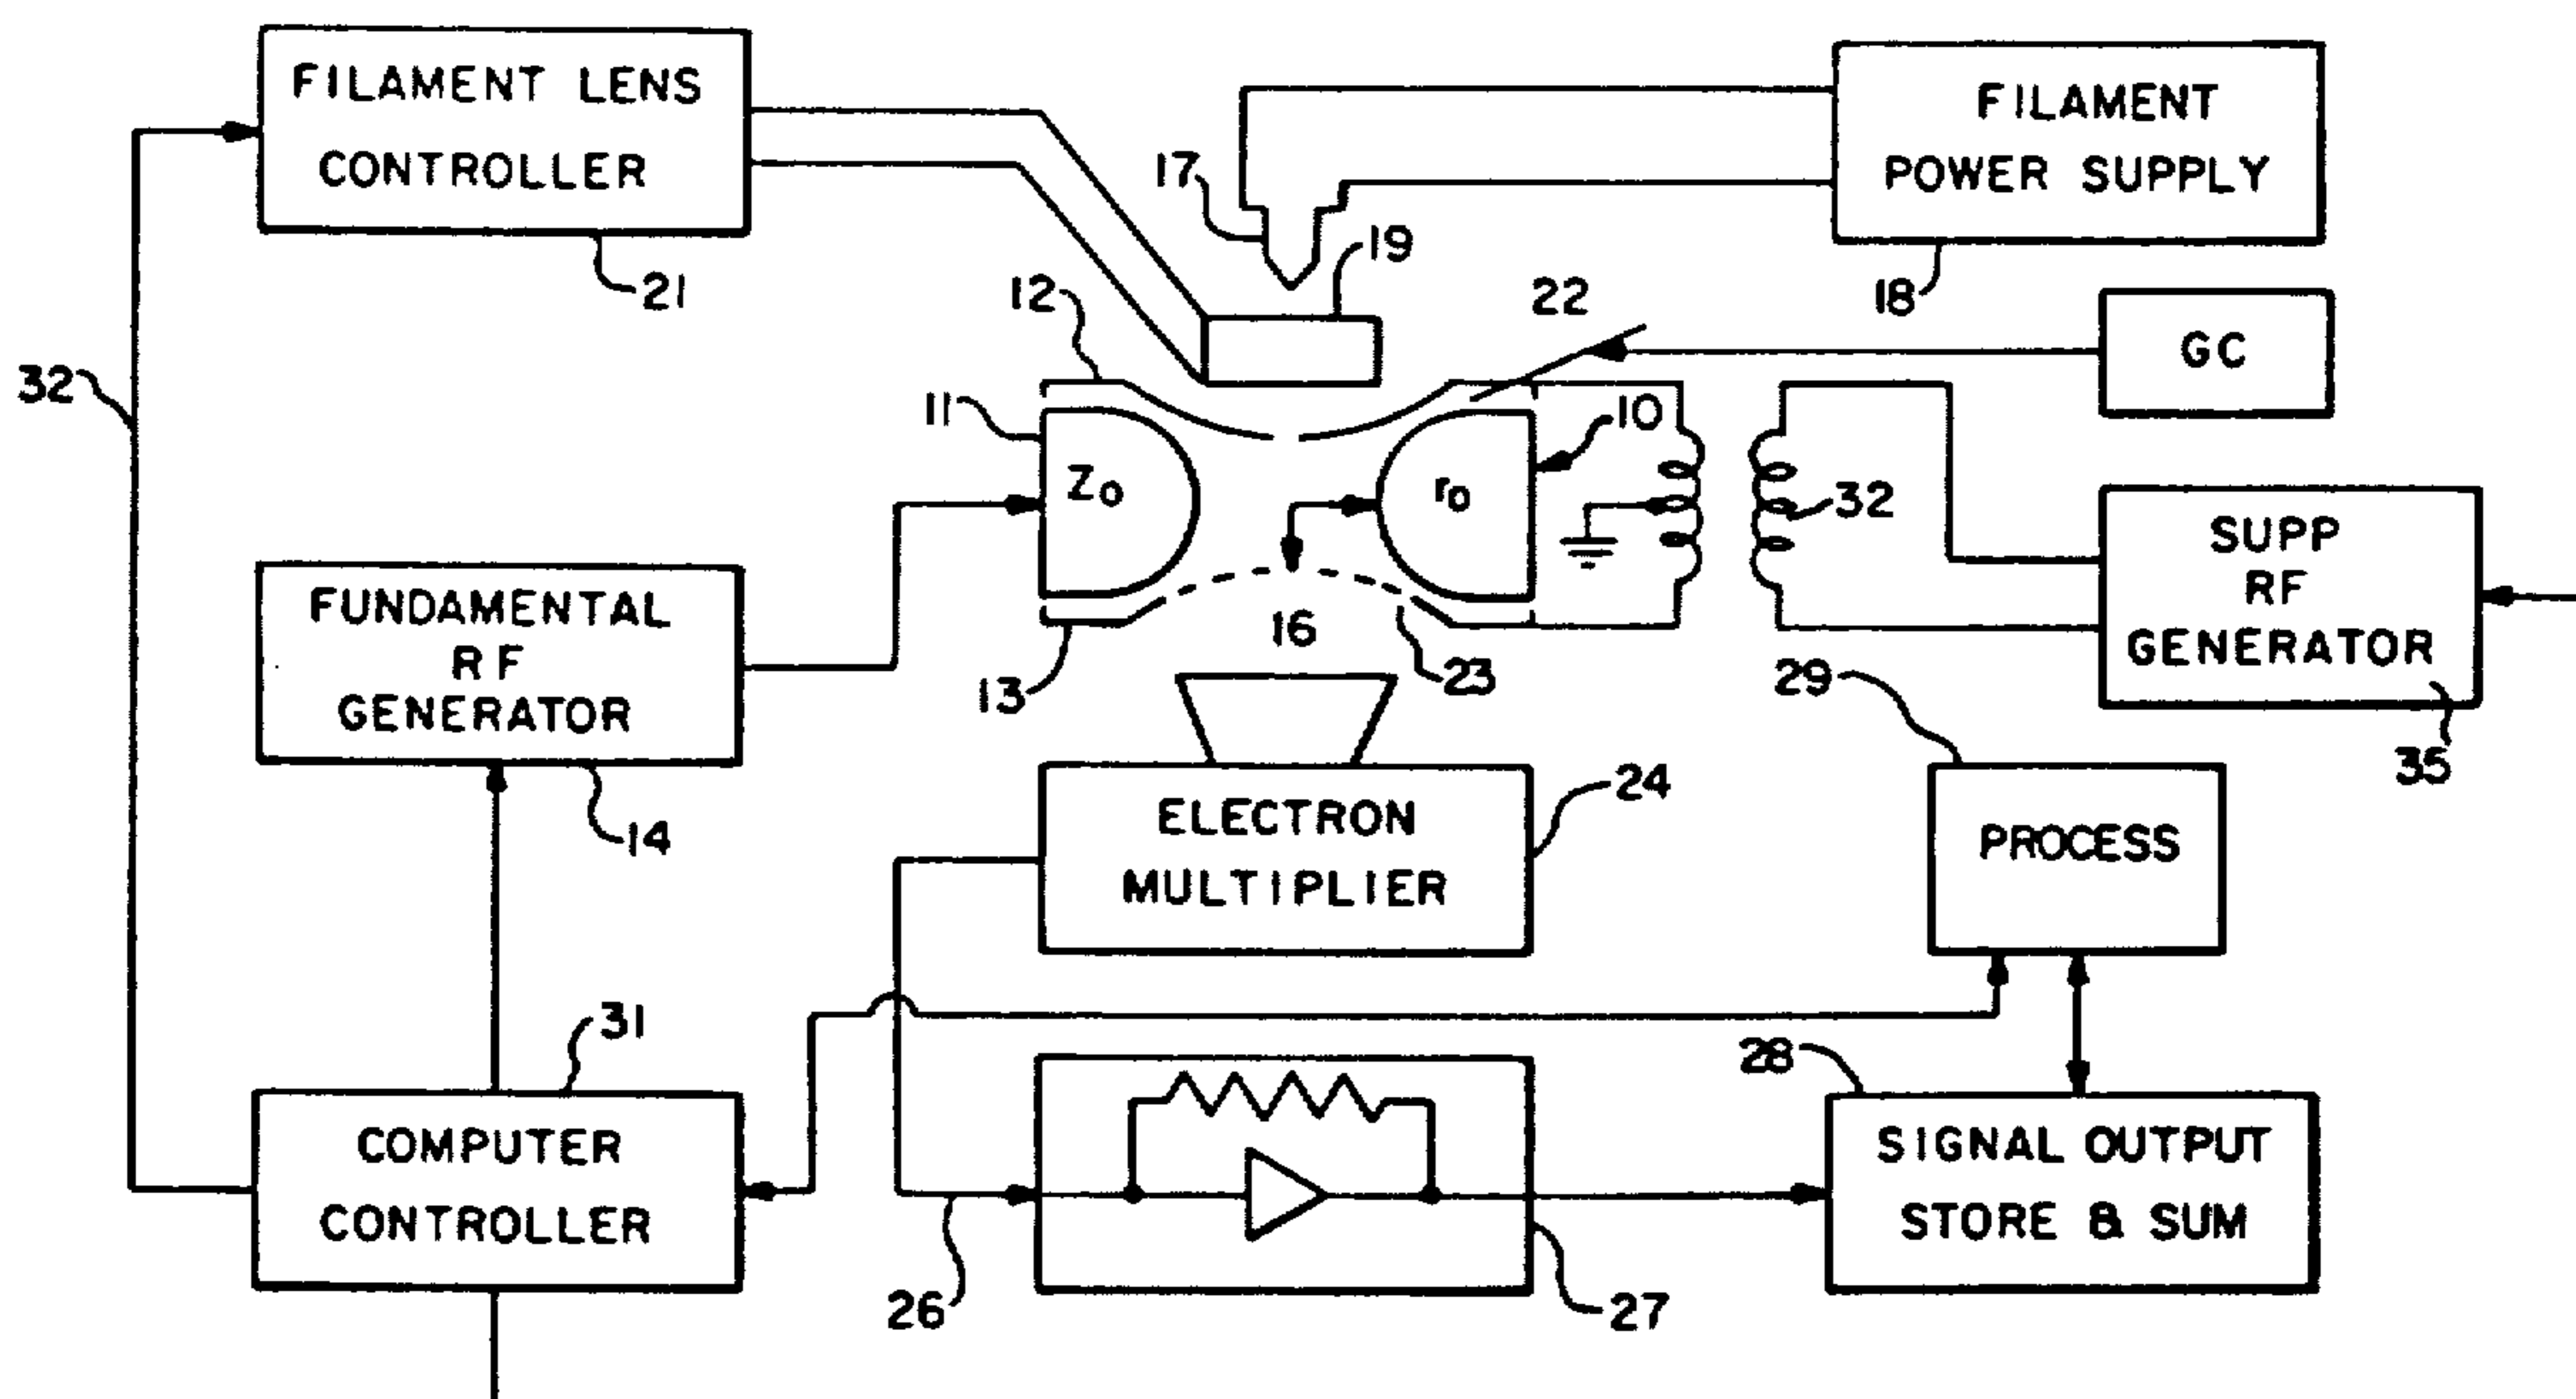 FILAMENT LENS
CONTROLLER
21
FILAMENT
POWER SUPPLY
18
17
19
12
22
GC
32
11
Zo
ro
10
32
SUPP
RF
GENERATOR
35
FUNDAMENTAL
RF
GENERATOR
14
13
16
23
29
ELECTRON
MULTIPLIER
24
PROCESS
31
COMPUTER
CONTROLLER
26
27
28
SIGNAL OUTPUT
STORE & SUM